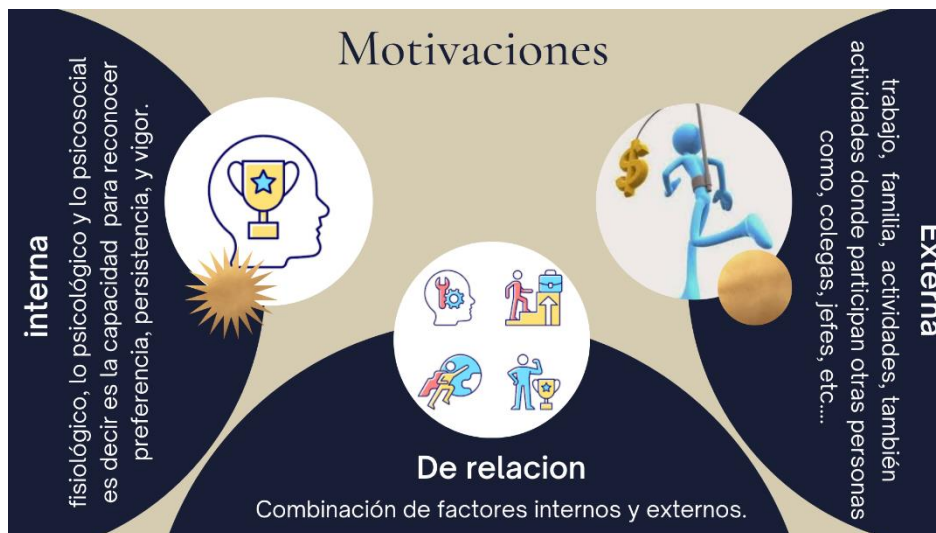 Motivaciones
interna
fisiológico, lo psicológico y lo psicosocial
es decir es la capacidad para reconocer
preferencia, persistencia, y vigor.
Externa
trabajo, familia, actividades, también
actividades donde participan otras personas
como, colegas, jefes, etc....
$
De relacion
Combinación de factores internos y externos.